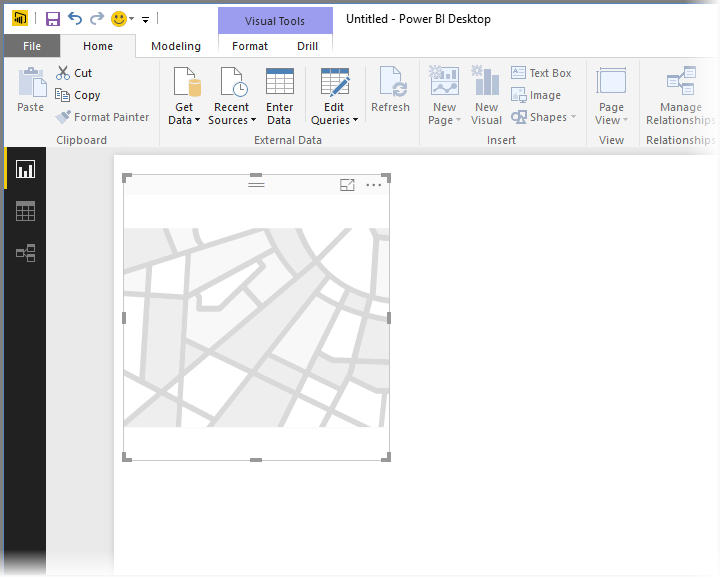 Visual Tools
Untitled - Power BI Desktop
File
Home
Modeling
Format
Drill
Paste
Cut
Copy
Format Painter
Clipboard
Get
Data
Recent
Sources
Enter
Data
Edit
Queries
Refresh
External Data
New
Page
New
Visual
Text Box
Image
Shapes
Insert
Page
View
View
Manage
Relationships
Relationships